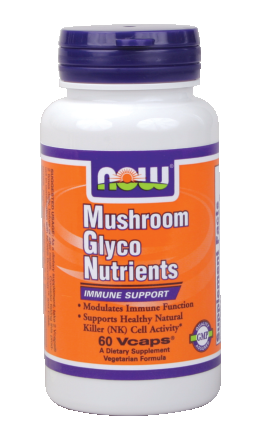 NOW
Mushroom
Glyco
Nutrients
IMMUNE SUPPORT
• Modulates Immune Function
• Supports Healthy Natural
Killer (NK) Cell Activity*
60 Vcaps®
A Dietary Supplement
Vegetarian Formula
GMP